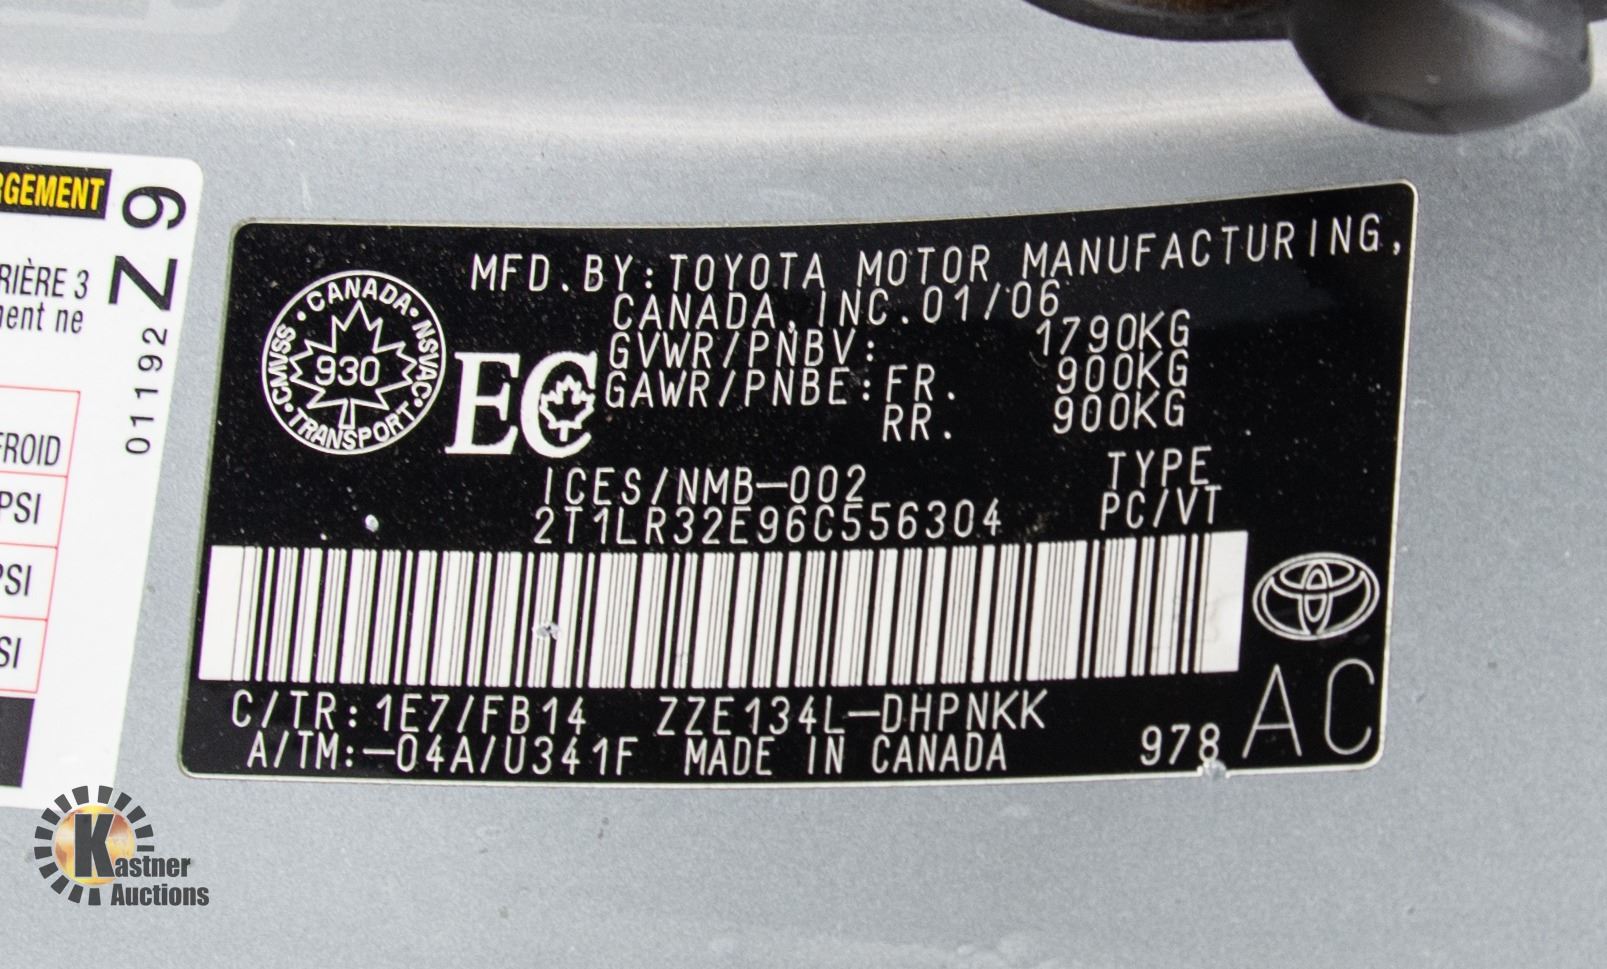 RGEMENT
RIÈRE 3
ment ne
FROID
PSI
PSI
SI
Z9
01192
MFD.BY:TOYOTA MOTOR MANUFACTURING,
CANADA,INC.01/06
GVWR/PNBV: 1790KG
GAWR/PNBE:FR. 900KG
RR. 900KG
CANADA NSVAC TRANSPORT CMVSS
930
EC
ICES/NMB-002
2T1LR32E96C556304
TYPE
PC/VT
C/TR:1E7/FB14 ZZE134L-DHPNKK
A/TM:-04A/U341F MADE IN CANADA
978
AC
Kastner
Auctions